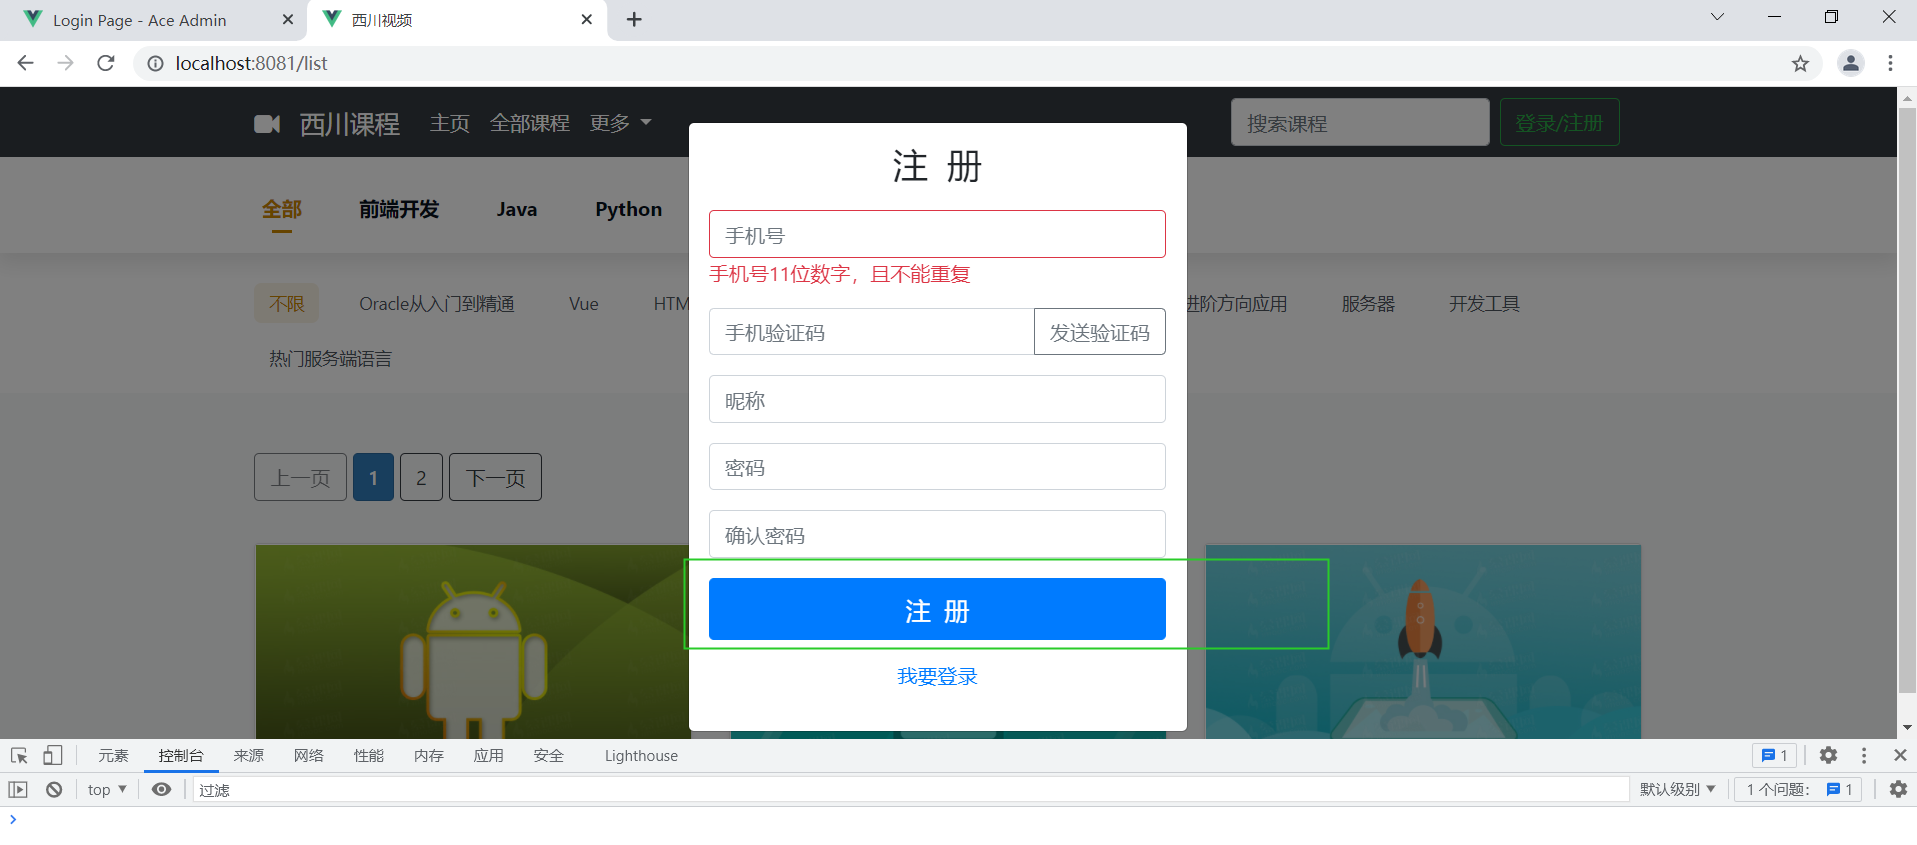 Login Page - Ace Admin
西川视频
localhost:8081/list
西川课程 主页 全部课程 更多
搜索课程 登录/注册
全部 前端开发 Java Python
不限 Oracle从入门到精通 Vue HTM 进阶方向应用 服务器 开发工具
热门服务端语言
上一页 1 2 下一页
注 册
手机号
手机号11位数字，且不能重复
手机验证码 发送验证码
昵称
密码
确认密码
注 册
我要登录
元素 控制台 来源 网络 性能 内存 应用 安全 Lighthouse 1
top 过滤 默认级别 1 个问题： 1